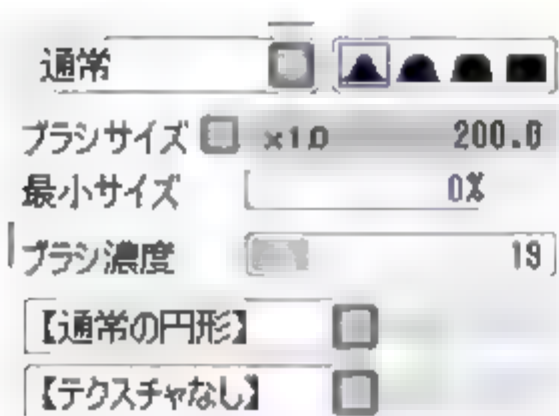 通常
ブラシサイズ ×1.0 200.0
最小サイズ 0%
ブラシ濃度 19
【通常の円形】
【テクスチャなし】